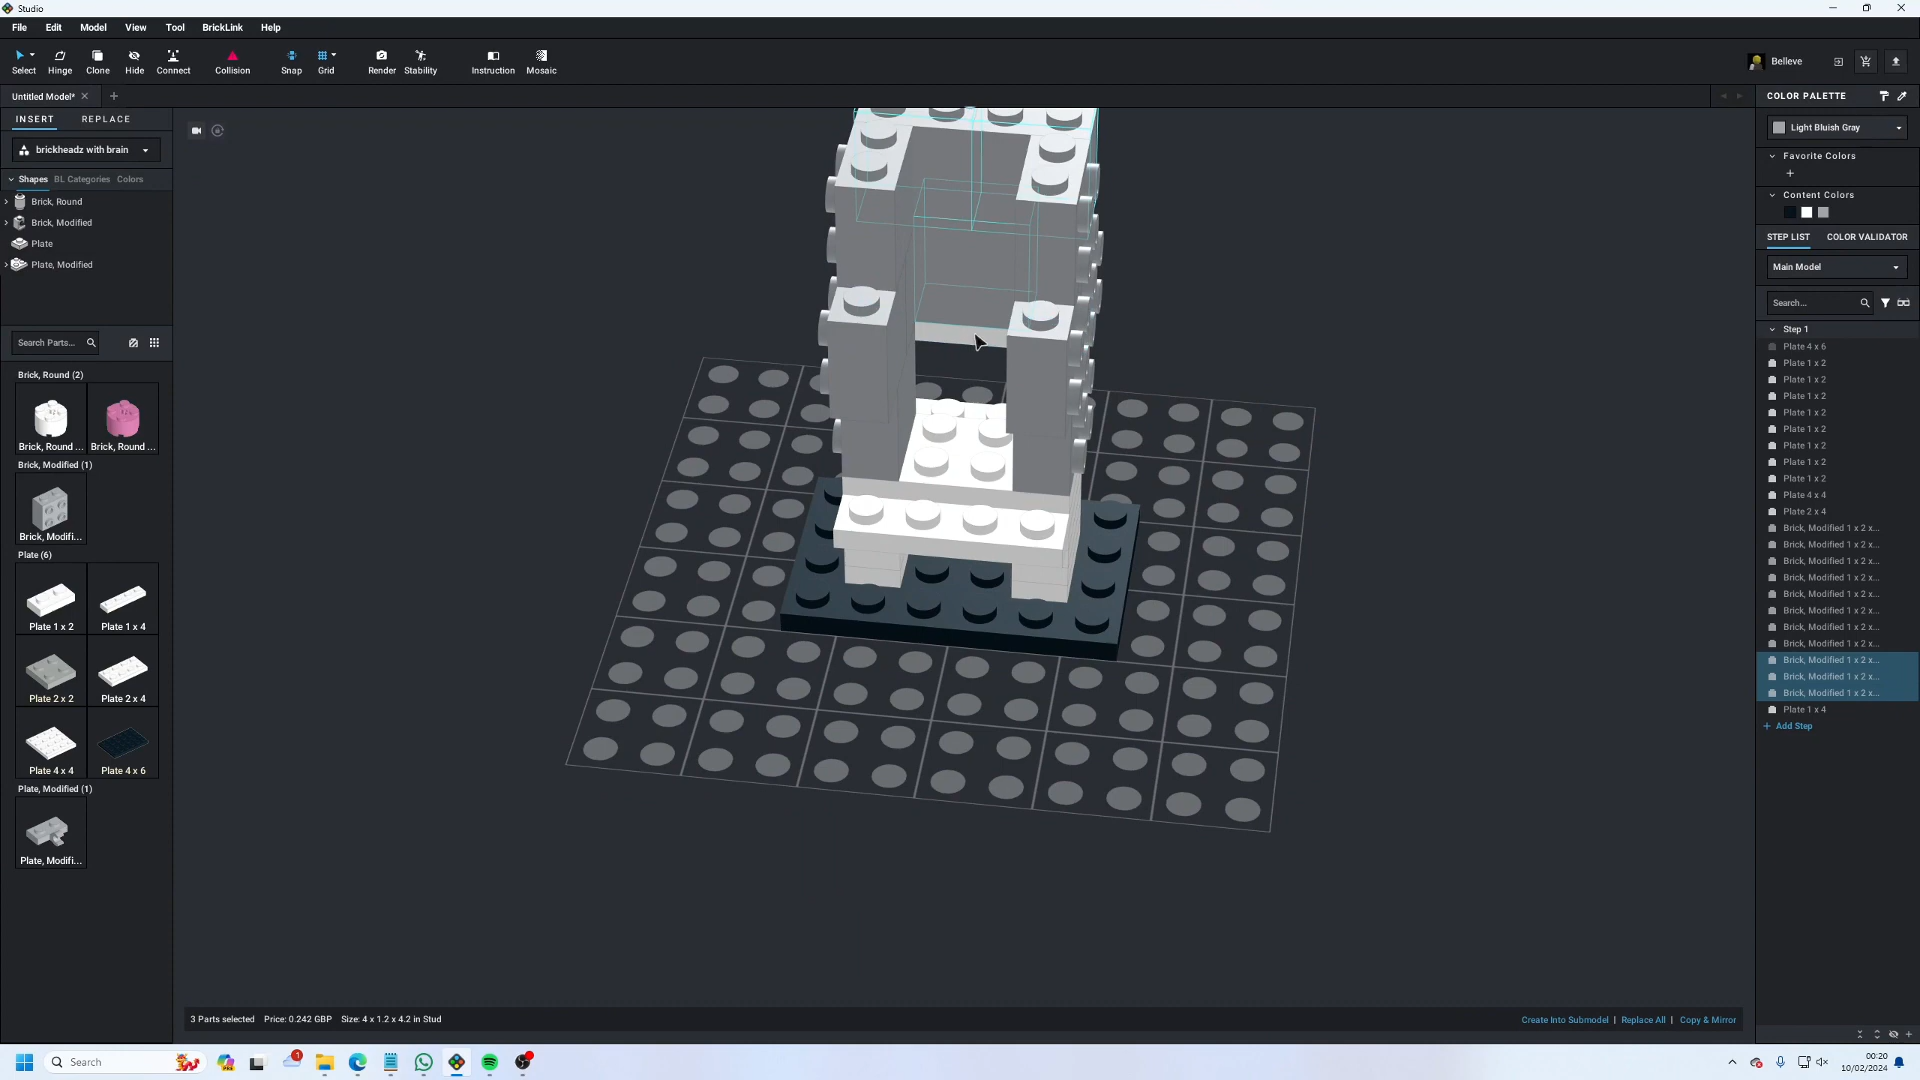 Studio
File Edit Model View Tool BrickLink Help
Select Hinge Clone Hide Connect Collision Snap Grid Render Stability Instruction Mosaic
Belleve
Untitled Model*
INSERT REPLACE
brickheadz with brain
Shapes BL Categories Colors
Brick, Round
Brick, Modified
Plate
Plate, Modified
Search Parts...
Brick, Round (2)
Brick, Round ... Brick, Round ...
Brick, Modified (1)
Brick, Modifi...
Plate (6)
Plate 1 x 2 Plate 1 x 4
Plate 2 x 2 Plate 2 x 4
Plate 4 x 4 Plate 4 x 6
Plate, Modified (1)
Plate, Modifi...
3 Parts selected Price: 0.242 GBP Size: 4 x 1.2 x 4.2 in Stud
Create Into Submodel | Replace All | Copy & Mirror
COLOR PALETTE
Light Bluish Gray
Favorite Colors
Content Colors
STEP LIST COLOR VALIDATOR
Main Model
Search...
Step 1
Plate 4 x 6
Plate 1 x 2
Plate 1 x 2
Plate 1 x 2
Plate 1 x 2
Plate 1 x 2
Plate 1 x 2
Plate 1 x 2
Plate 1 x 2
Plate 4 x 4
Plate 2 x 4
Brick, Modified 1 x 2 x...
Brick, Modified 1 x 2 x...
Brick, Modified 1 x 2 x...
Brick, Modified 1 x 2 x...
Brick, Modified 1 x 2 x...
Brick, Modified 1 x 2 x...
Brick, Modified 1 x 2 x...
Brick, Modified 1 x 2 x...
Brick, Modified 1 x 2 x...
Brick, Modified 1 x 2 x...
Brick, Modified 1 x 2 x...
Plate 1 x 4
+ Add Step
Search
PRE
1
00:20
10/02/2024